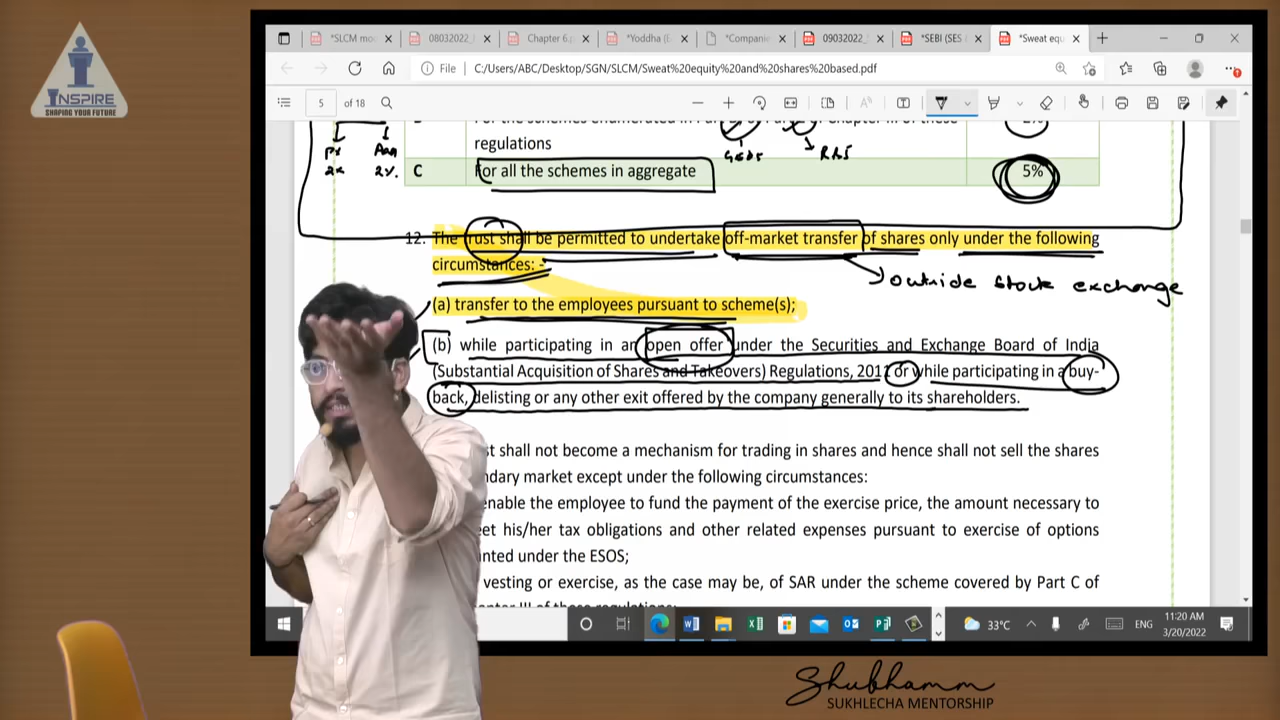 INSPIRE
SHAPING YOUR FUTURE
*SLCM mo
08032022_
Chapter 6.p
*Yoddha (E
*Companie
09032022_
*SEBI (SES
*Sweat equ
File
C:/Users/ABC/Desktop/SGN/SLCM/Sweat%20equity%20and%20shares%20based.pdf
5 of 18
regulations
GEBS
RBS
C For all the schemes in aggregate 5%
12. The trust shall be permitted to undertake off-market transfer of shares only under the following
circumstances: -
outside stock exchange
(a) transfer to the employees pursuant to scheme(s);
(b) while participating in an open offer under the Securities and Exchange Board of India
(Substantial Acquisition of Shares and Takeovers) Regulations, 2011 or while participating in a buy-
back, delisting or any other exit offered by the company generally to its shareholders.
st shall not become a mechanism for trading in shares and hence shall not sell the shares
ndary market except under the following circumstances:
enable the employee to fund the payment of the exercise price, the amount necessary to
eet his/her tax obligations and other related expenses pursuant to exercise of options
nted under the ESOS;
vesting or exercise, as the case may be, of SAR under the scheme covered by Part C of
33°C
ENG
11:20 AM
3/20/2022
Shubhamm
SUKHLECHA MENTORSHIP